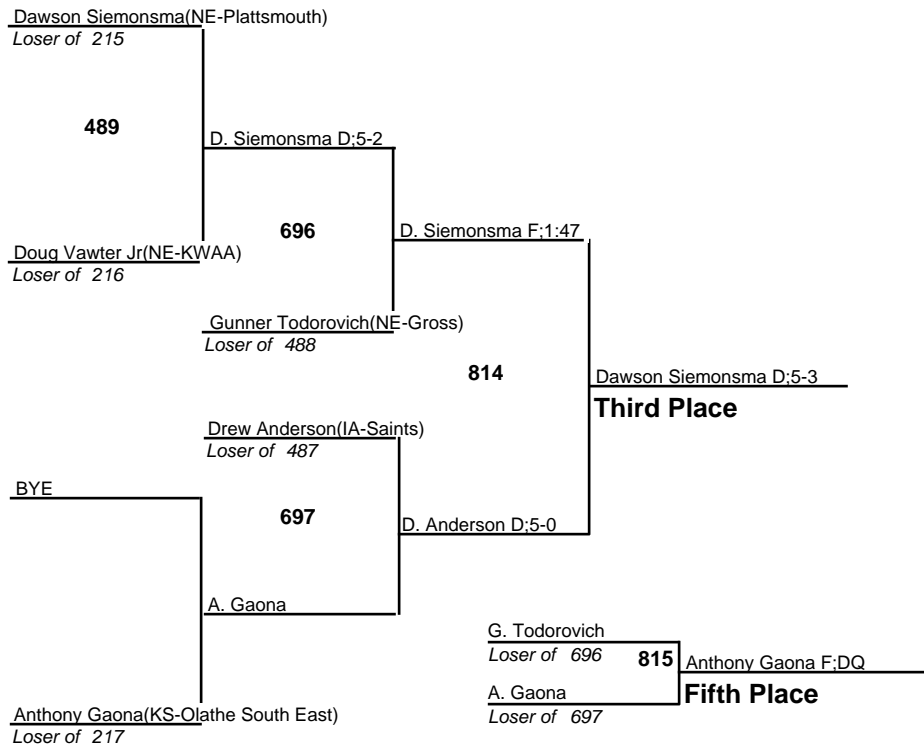 Dawson Siemonsma(NE-Plattsmouth)
Loser of 215
489
D. Siemonsma D;5-2
696
D. Siemonsma F;1:47
Doug Vawter Jr(NE-KWAA)
Loser of 216
Gunner Todorovich(NE-Gross)
Loser of 488
814
Dawson Siemonsma D;5-3
Third Place
Drew Anderson(IA-Saints)
Loser of 487
BYE
697
D. Anderson D;5-0
A. Gaona
G. Todorovich
Loser of 696
815
Anthony Gaona F;DQ
Fifth Place
A. Gaona
Loser of 697
Anthony Gaona(KS-Olathe South East)
Loser of 217